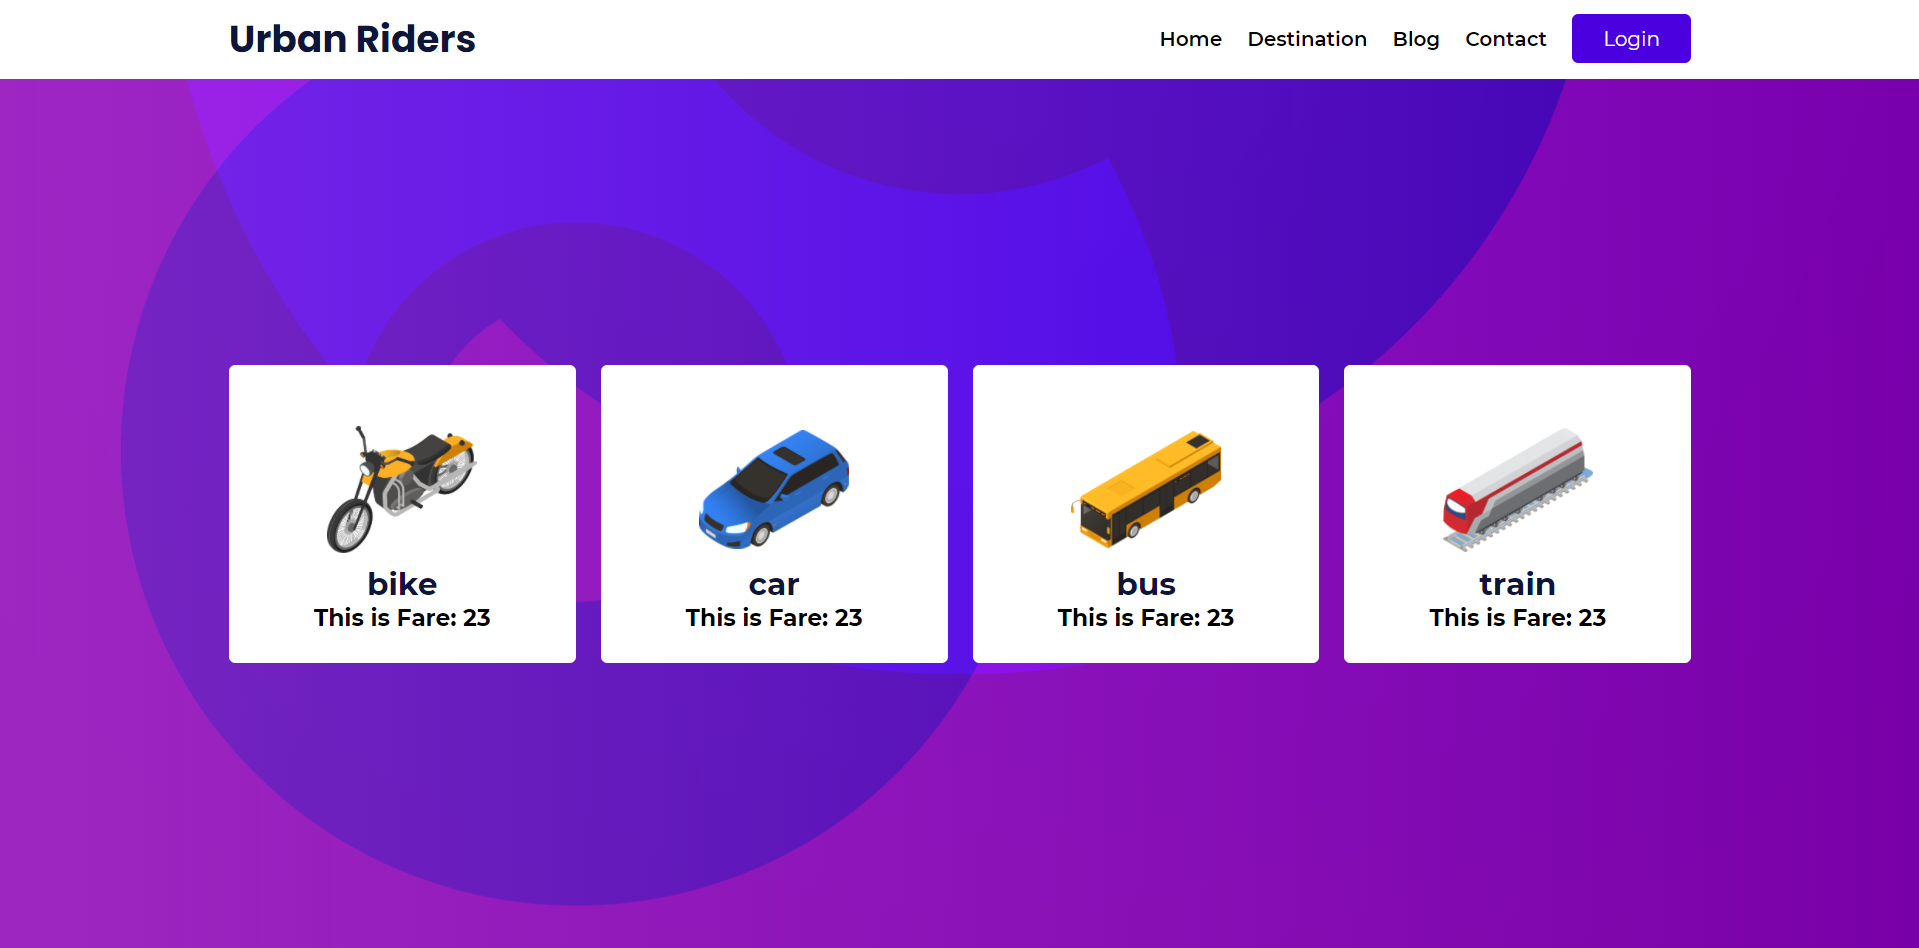 Urban Riders
Home Destination Blog Contact Login
bike
This is Fare: 23
car
This is Fare: 23
bus
This is Fare: 23
train
This is Fare: 23